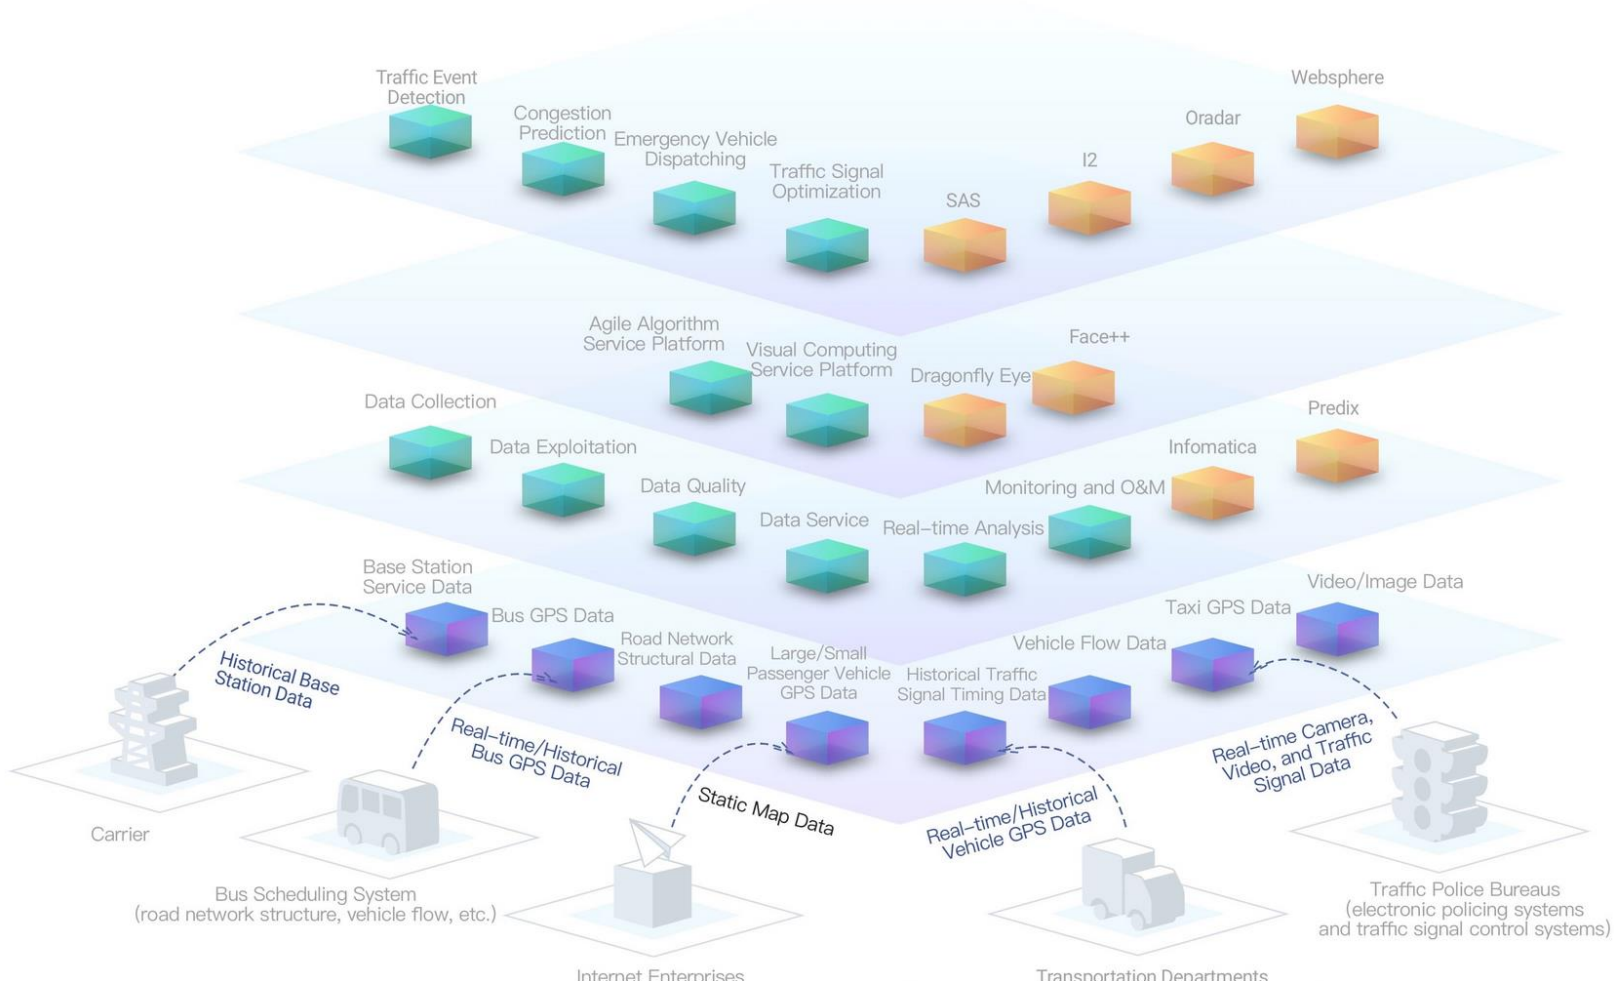 Traffic Event
Detection
Congestion
Prediction
Emergency Vehicle
Dispatching
Traffic Signal
Optimization
SAS
I2
Oradar
Websphere
Agile Algorithm
Service Platform
Visual Computing
Service Platform
Dragonfly Eye
Face++
Data Collection
Data Exploitation
Data Quality
Data Service
Real-time Analysis
Monitoring and O&M
Infomatica
Predix
Base Station
Service Data
Bus GPS Data
Road Network
Structural Data
Large/Small
Passenger Vehicle
GPS Data
Historical Traffic
Signal Timing Data
Vehicle Flow Data
Taxi GPS Data
Video/Image Data
Historical Base
Station Data
Real-time/Historical
Bus GPS Data
Static Map Data
Real-time/Historical
Vehicle GPS Data
Real-time Camera,
Video, and Traffic
Signal Data
Carrier
Bus Scheduling System
(road network structure, vehicle flow, etc.)
Internet Enterprises
Transportation Departments
Traffic Police Bureaus
(electronic policing systems
and traffic signal control systems)